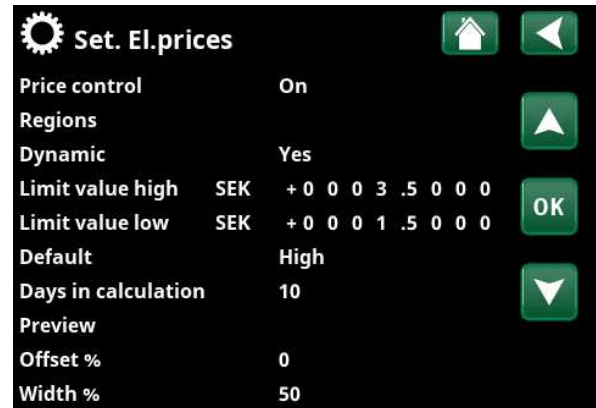 Set. El.prices
Price control On
Regions
Dynamic Yes
Limit value high SEK +0 0 0 3 .5 0 0 0
Limit value low SEK +0 0 0 1 .5 0 0 0
OK
Default High
Days in calculation 10
Preview
Offset % 0
Width % 50